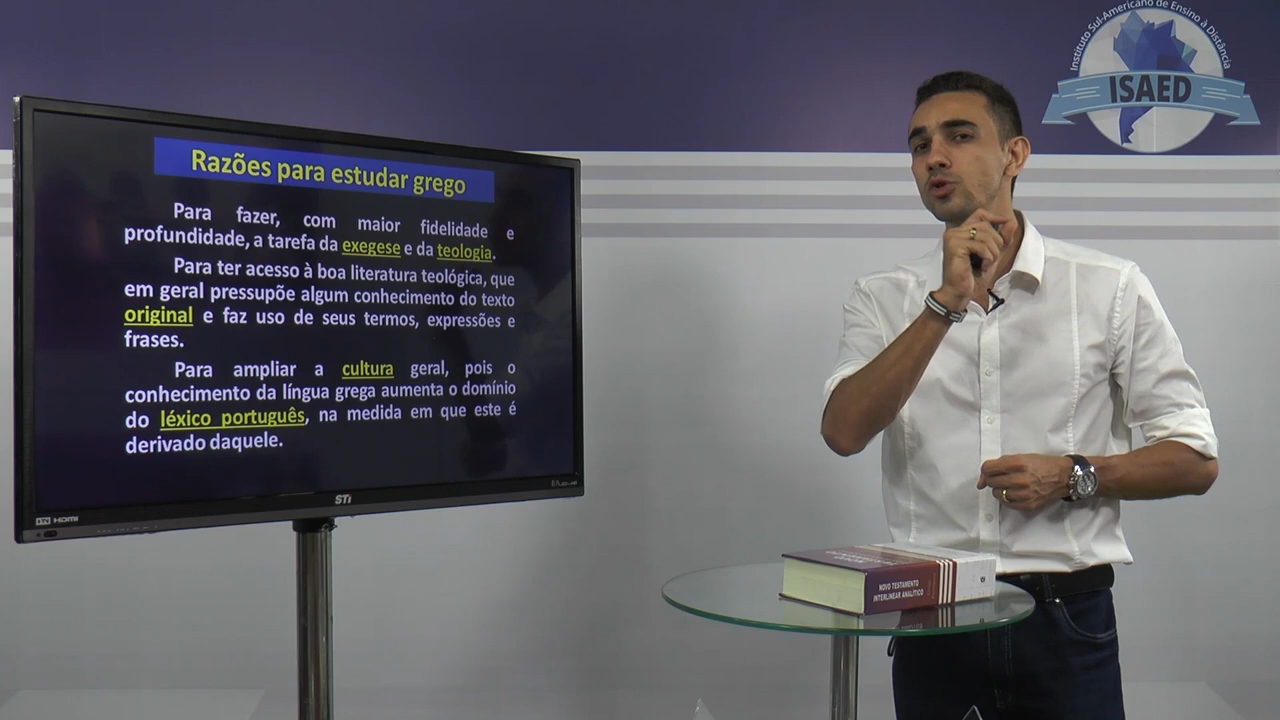 Instituto Sul-Americano de Ensino à Distância
ISAED
Razões para estudar grego
Para fazer, com maior fidelidade e
profundidade, a tarefa da exegese e da teologia.
Para ter acesso à boa literatura teológica, que
em geral pressupõe algum conhecimento do texto
original e faz uso de seus termos, expressões e
frases.
Para ampliar a cultura geral, pois o
conhecimento da língua grega aumenta o domínio
do léxico português, na medida em que este é
derivado daquele.
STi
HDMI
NOVO TESTAMENTO
INTERLINEAR ANALÍTICO